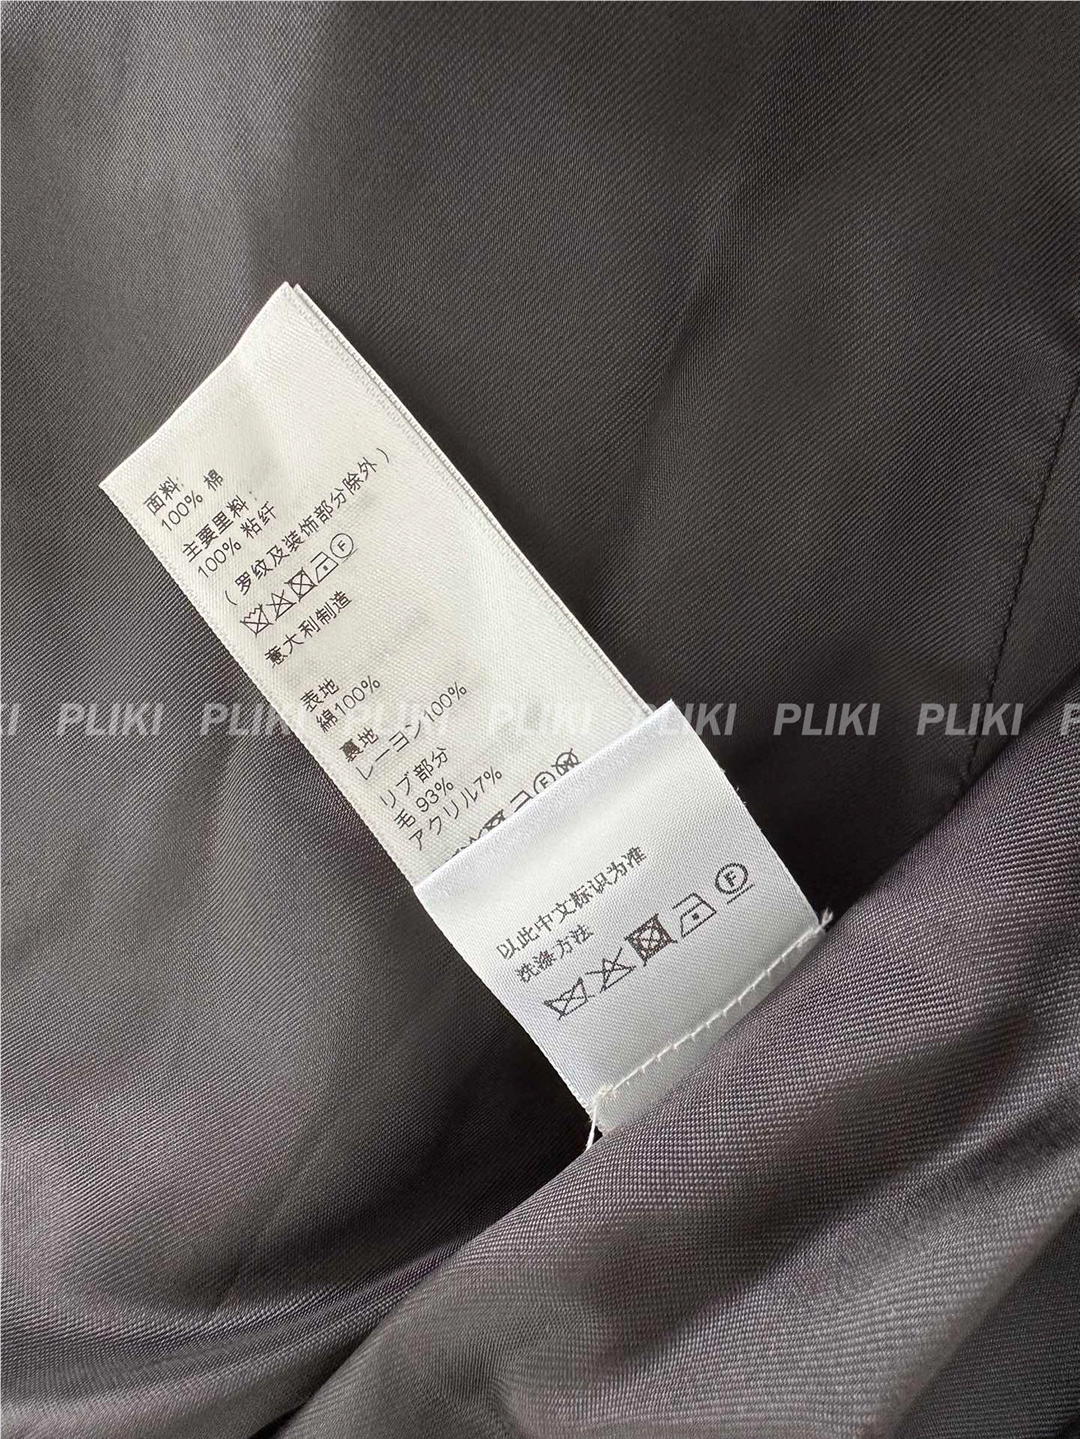 面料:
100% 棉
主要里料:
100% 粘纤
(罗纹及装饰部分除外)
F
意大利制造
表地
綿100%
裏地
レーヨン100%
リブ部分
毛 93%
アクリル7%
F
以此中文标识为准
洗涤方法
F
PLIKI PLIKI PLIKI PLIKI PLIKI PLIKI PLIKI